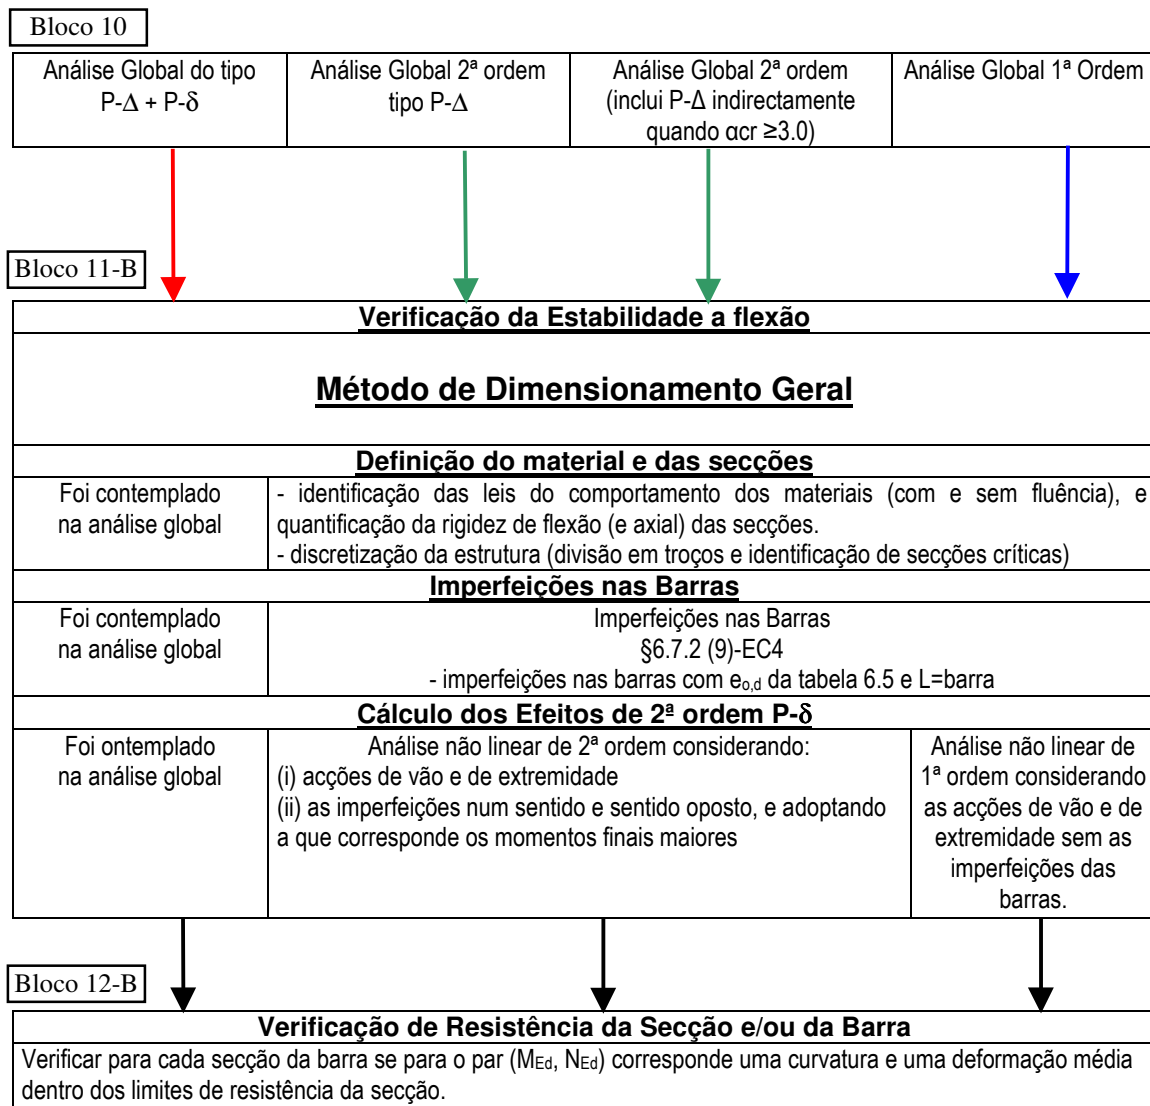 Bloco 10
Análise Global do tipo
P-Δ + P-δ
Análise Global 2ª ordem
tipo P-Δ
Análise Global 2ª ordem
(inclui P-Δ indirectamente
quando αcr ≥3.0)
Análise Global 1ª Ordem
Bloco 11-B
Verificação da Estabilidade a flexão
Método de Dimensionamento Geral
Definição do material e das secções
Foi contemplado
na análise global
- identificação das leis do comportamento dos materiais (com e sem fluência), e
quantificação da rigidez de flexão (e axial) das secções.
- discretização da estrutura (divisão em troços e identificação de secções críticas)
Imperfeições nas Barras
Foi contemplado
na análise global
Imperfeições nas Barras
§6.7.2 (9)-EC4
- imperfeições nas barras com eo,d da tabela 6.5 e L=barra
Cálculo dos Efeitos de 2ª ordem P-δ
Foi ontemplado
na análise global
Análise não linear de 2ª ordem considerando:
(i) acções de vão e de extremidade
(ii) as imperfeições num sentido e sentido oposto, e adoptando
a que corresponde os momentos finais maiores
Análise não linear de
1ª ordem considerando
as acções de vão e de
extremidade sem as
imperfeições das
barras.
Bloco 12-B
Verificação de Resistência da Secção e/ou da Barra
Verificar para cada secção da barra se para o par (MEd, NEd) corresponde uma curvatura e uma deformação média
dentro dos limites de resistência da secção.